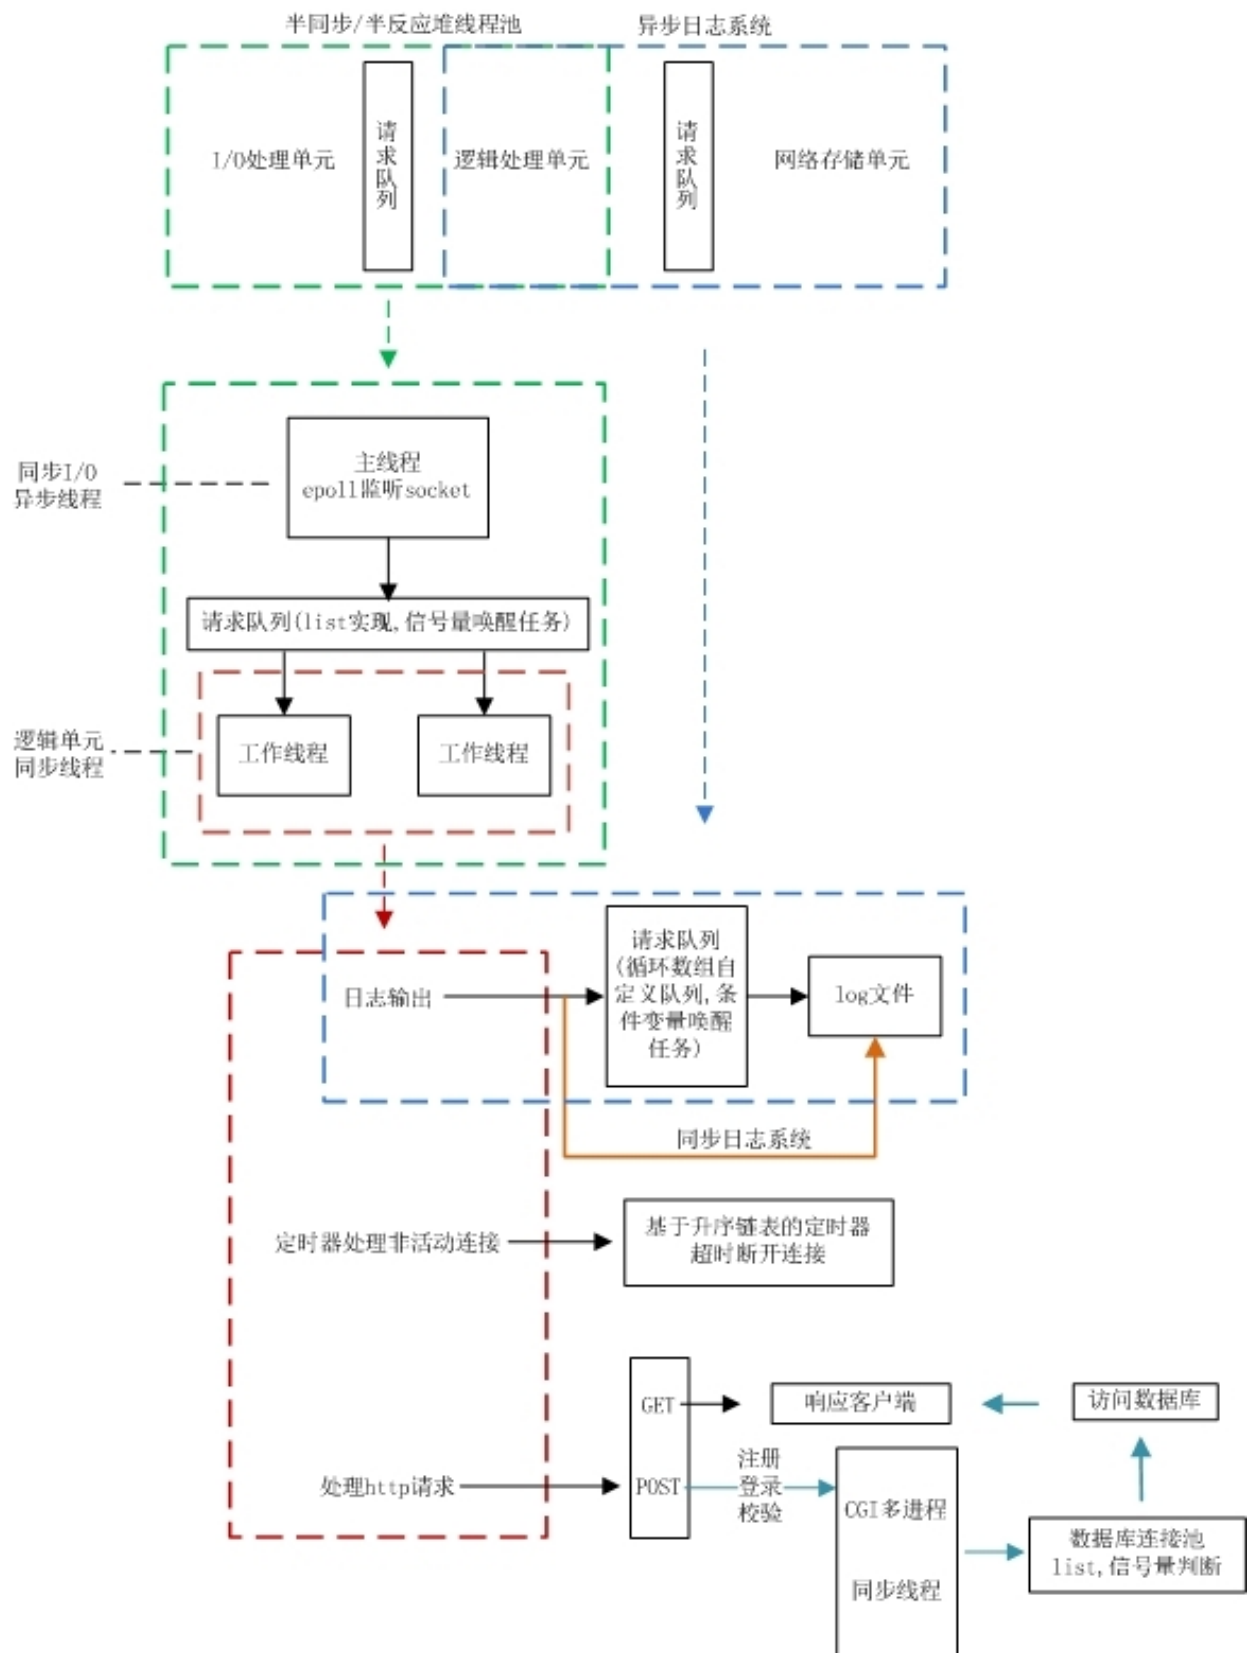 半同步/半反应堆线程池
异步日志系统
I/O处理单元
请
求
队
列
逻辑处理单元
请
求
队
列
网络存储单元
同步I/O
异步线程
主线程
epoll监听socket
请求队列(list实现,信号量唤醒任务)
逻辑单元
同步线程
工作线程
工作线程
日志输出
请求队列
(循环数组自
定义队列,条
件变量唤醒
任务)
log文件
同步日志系统
定时器处理非活动连接
基于升序链表的定时器
超时断开连接
处理http请求
GET
POST
响应客户端
访问数据库
注册
登录
校验
CGI多进程
同步线程
数据库连接池
list,信号量判断